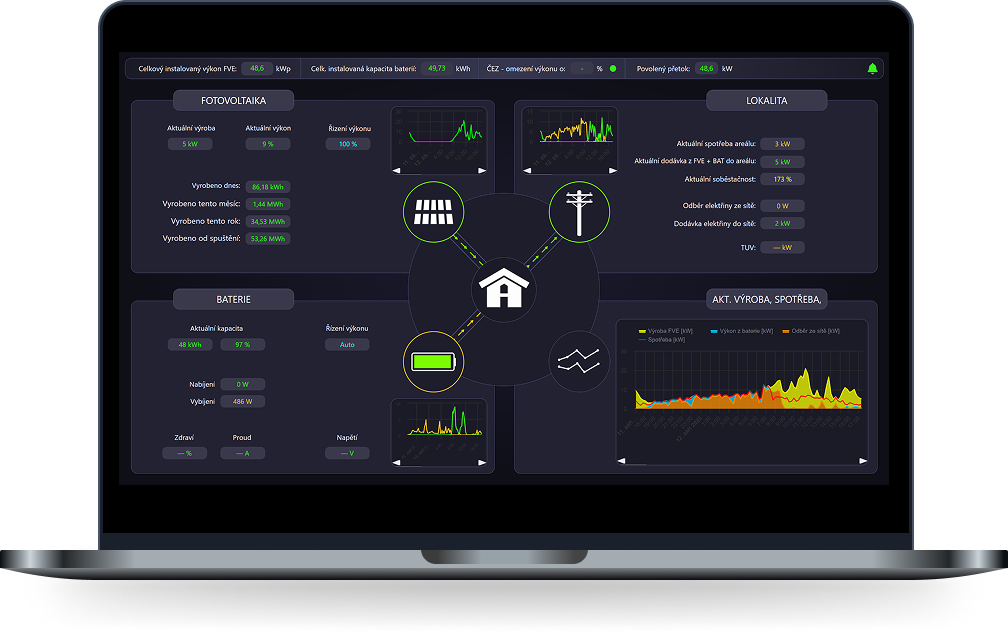 Celkový instalovaný výkon FVE: 48,6 kWp
Celk. instalovaná kapacita baterií: 49,73 kWh
ČEZ - omezení výkonu o: - %
Povolený přetok: 48,6 kW
FOTOVOLTAIKA
Aktuální výroba
5 kW
Aktuální výkon
9 %
Řízení výkonu
100 %
Vyrobeno dnes: 86,18 kWh
Vyrobeno tento měsíc: 1,44 MWh
Vyrobeno tento rok: 34,53 MWh
Vyrobeno od spuštění: 53,26 MWh
LOKALITA
Aktuální spotřeba areálu: 3 kW
Aktuální dodávka z FVE + BAT do areálu: 5 kW
Aktuální soběstačnost: 173 %
Odběr elektřiny ze sítě: 0 W
Dodávka elektřiny do sítě: 2 kW
TUV: — kW
BATERIE
Aktuální kapacita
48 kWh 97 %
Řízení výkonu
Auto
Nabíjení 0 W
Vybíjení 486 W
Zdraví
— %
Proud
— A
Napětí
— V
AKT. VÝROBA, SPOTŘEBA,
Výroba FVE [kW] Výkon z baterie [kW] Odběr ze sítě [kW]
Spotřeba [kW]